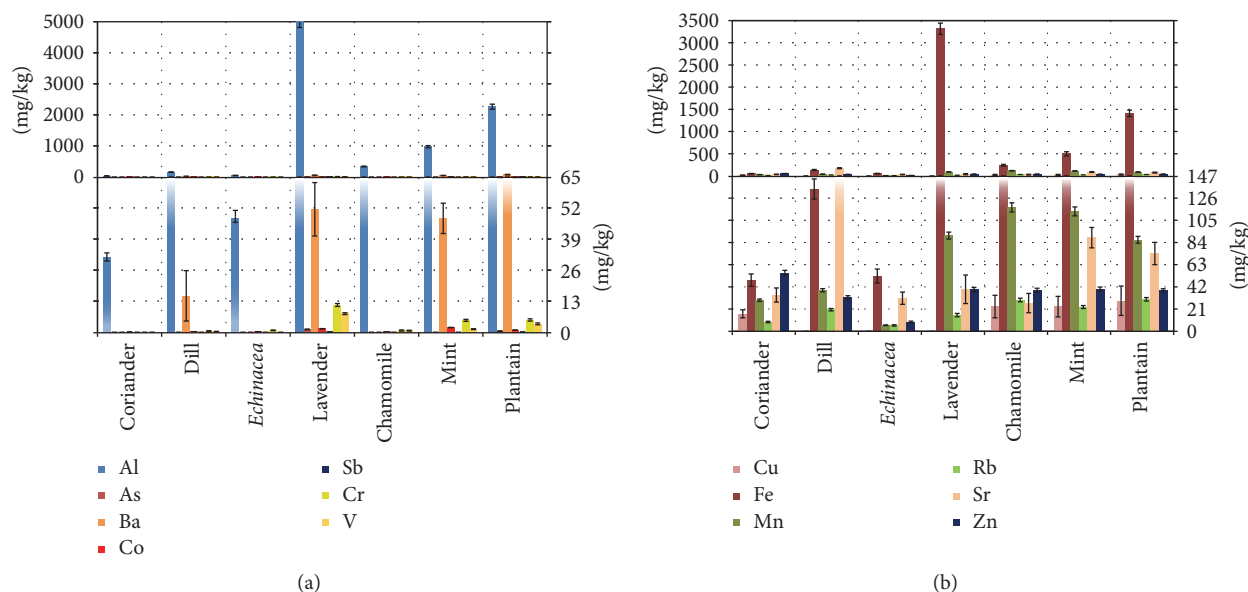 5000
4000
3000
2000
1000
0
(mg/kg)
65
52
39
26
13
0
(mg/kg)
Coriander
Dill
Echinacea
Lavender
Chamomile
Mint
Plantain
Al
As
Ba
Co
Sb
Cr
V
(a)
3500
3000
2500
2000
1500
1000
500
0
(mg/kg)
147
126
105
84
63
42
21
0
(mg/kg)
Coriander
Dill
Echinacea
Lavender
Chamomile
Mint
Plantain
Cu
Fe
Mn
Rb
Sr
Zn
(b)